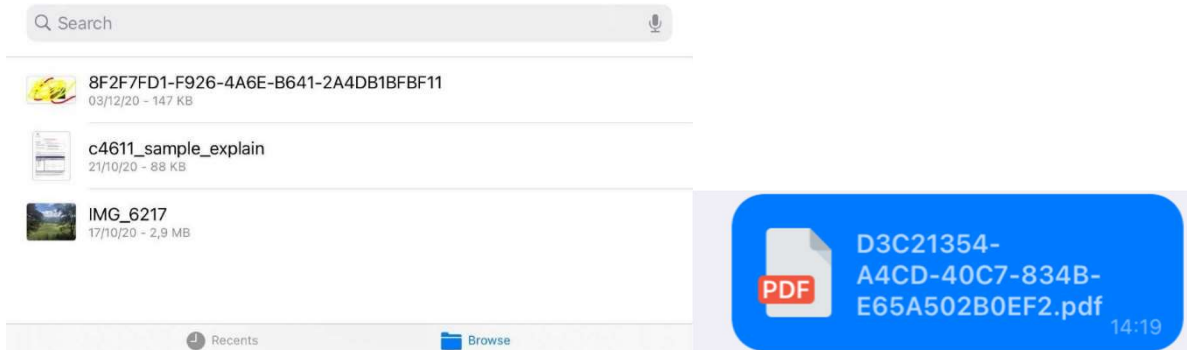 Search
8F2F7FD1-F926-4A6E-B641-2A4DB1BFBF11
03/12/20 - 147 KB
c4611_sample_explain
21/10/20 - 88 KB
IMG_6217
17/10/20 - 2,9 MB
Recents
Browse
PDF
D3C21354-
A4CD-40C7-834B-
E65A502B0EF2.pdf
14:19